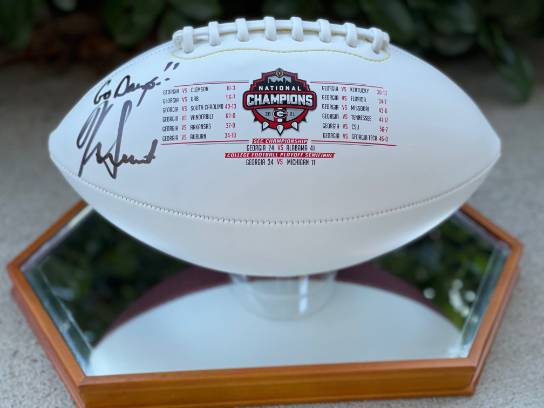 Go Dawgs!!
NATIONAL
CHAMPIONS
GEORGIA VS CLEMSON 10-3
GEORGIA VS UAB 56-7
GEORGIA VS SOUTH CAROLINA 40-13
GEORGIA VS VANDERBILT 62-0
GEORGIA VS ARKANSAS 37-0
GEORGIA VS AUBURN 34-10
GEORGIA VS KENTUCKY 30-13
GEORGIA VS FLORIDA 34-7
GEORGIA VS MISSOURI 43-6
GEORGIA VS TENNESSEE 41-17
GEORGIA VS CSU 56-7
GEORGIA VS GEORGIA TECH 45-0
SEC CHAMPIONSHIP
GEORGIA 24 VS ALABAMA 41
COLLEGE FOOTBALL PLAYOFF SEMIFINAL
GEORGIA 34 VS MICHIGAN 11